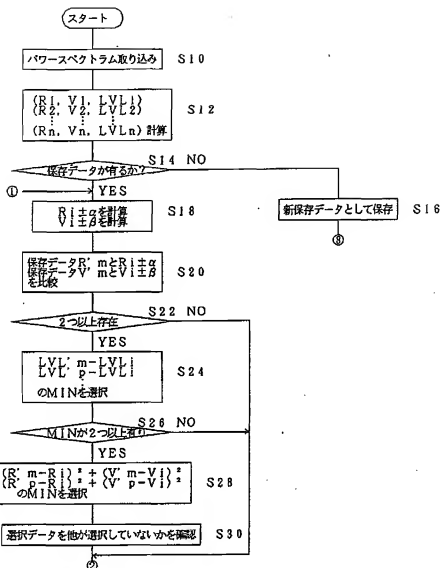 スタート
パワースペクトラム取り込み S10
(R1, V1, LVL1)
(R2, V2, LVL2)
⋮
(Rn, Vn, LVLn) 計算
S12
S14 NO
保存データが有るか?
① YES
Ri±αを計算
Vi±βを計算
S18
新保存データとして保存 S16
③
保存データR' mとRi±α
保存データV' mとVi±β
を比較
S20
S22 NO
2つ以上存在
YES
LVL' m-LVLi
LVL' p-LVLi
⋮
のMINを選択
S24
S26 NO
MINが2つ以上有り
YES
(R' m-Ri)² + (V' m-Vi)²
(R' p-Ri)² + (V' p-Vi)²
のMINを選択
S28
選択データを他が選択していないかを確認 S30
②